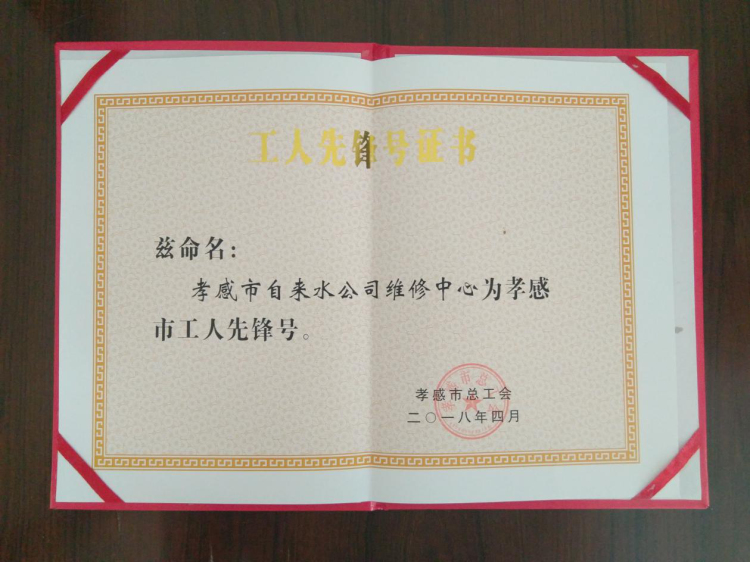 工人先锋号证书
兹命名：
孝感市自来水公司维修中心为孝感
市工人先锋号。
孝感市总工会
二〇一八年四月